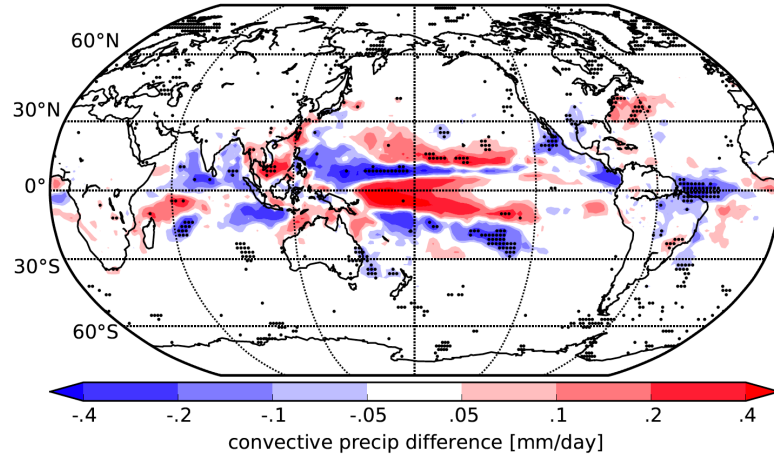 60°N
30°N
0°
30°S
60°S
-.4 -.2 -.1 -.05 .05 .1 .2 .4
convective precip difference [mm/day]